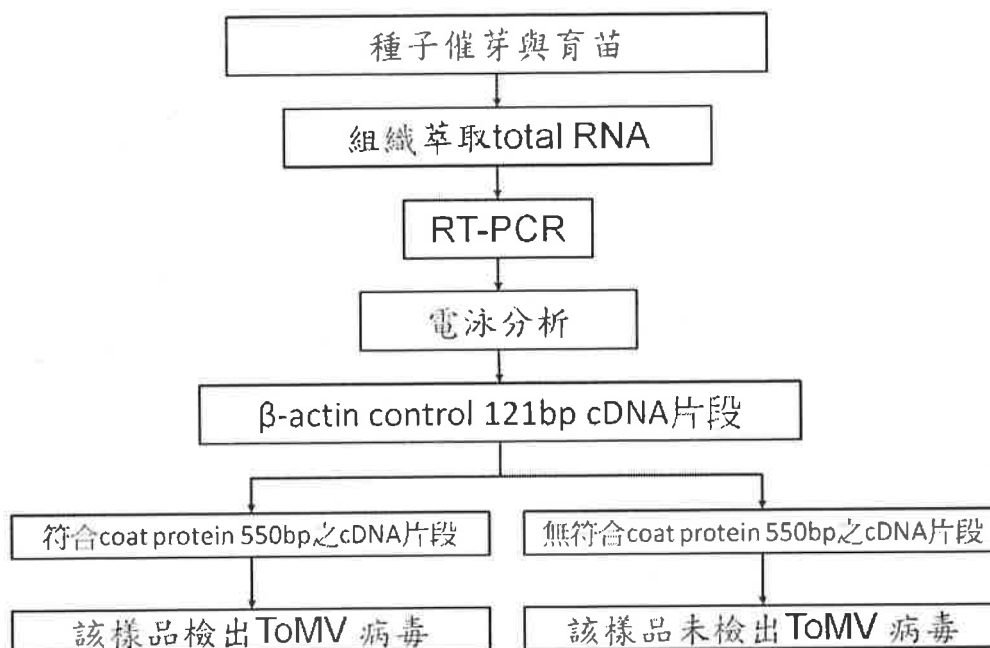 種子催芽與育苗
組織萃取total RNA
RT-PCR
電泳分析
β-actin control 121bp cDNA片段
符合coat protein 550bp之cDNA片段
無符合coat protein 550bp之cDNA片段
該樣品檢出ToMV 病毒
該樣品未檢出ToMV 病毒